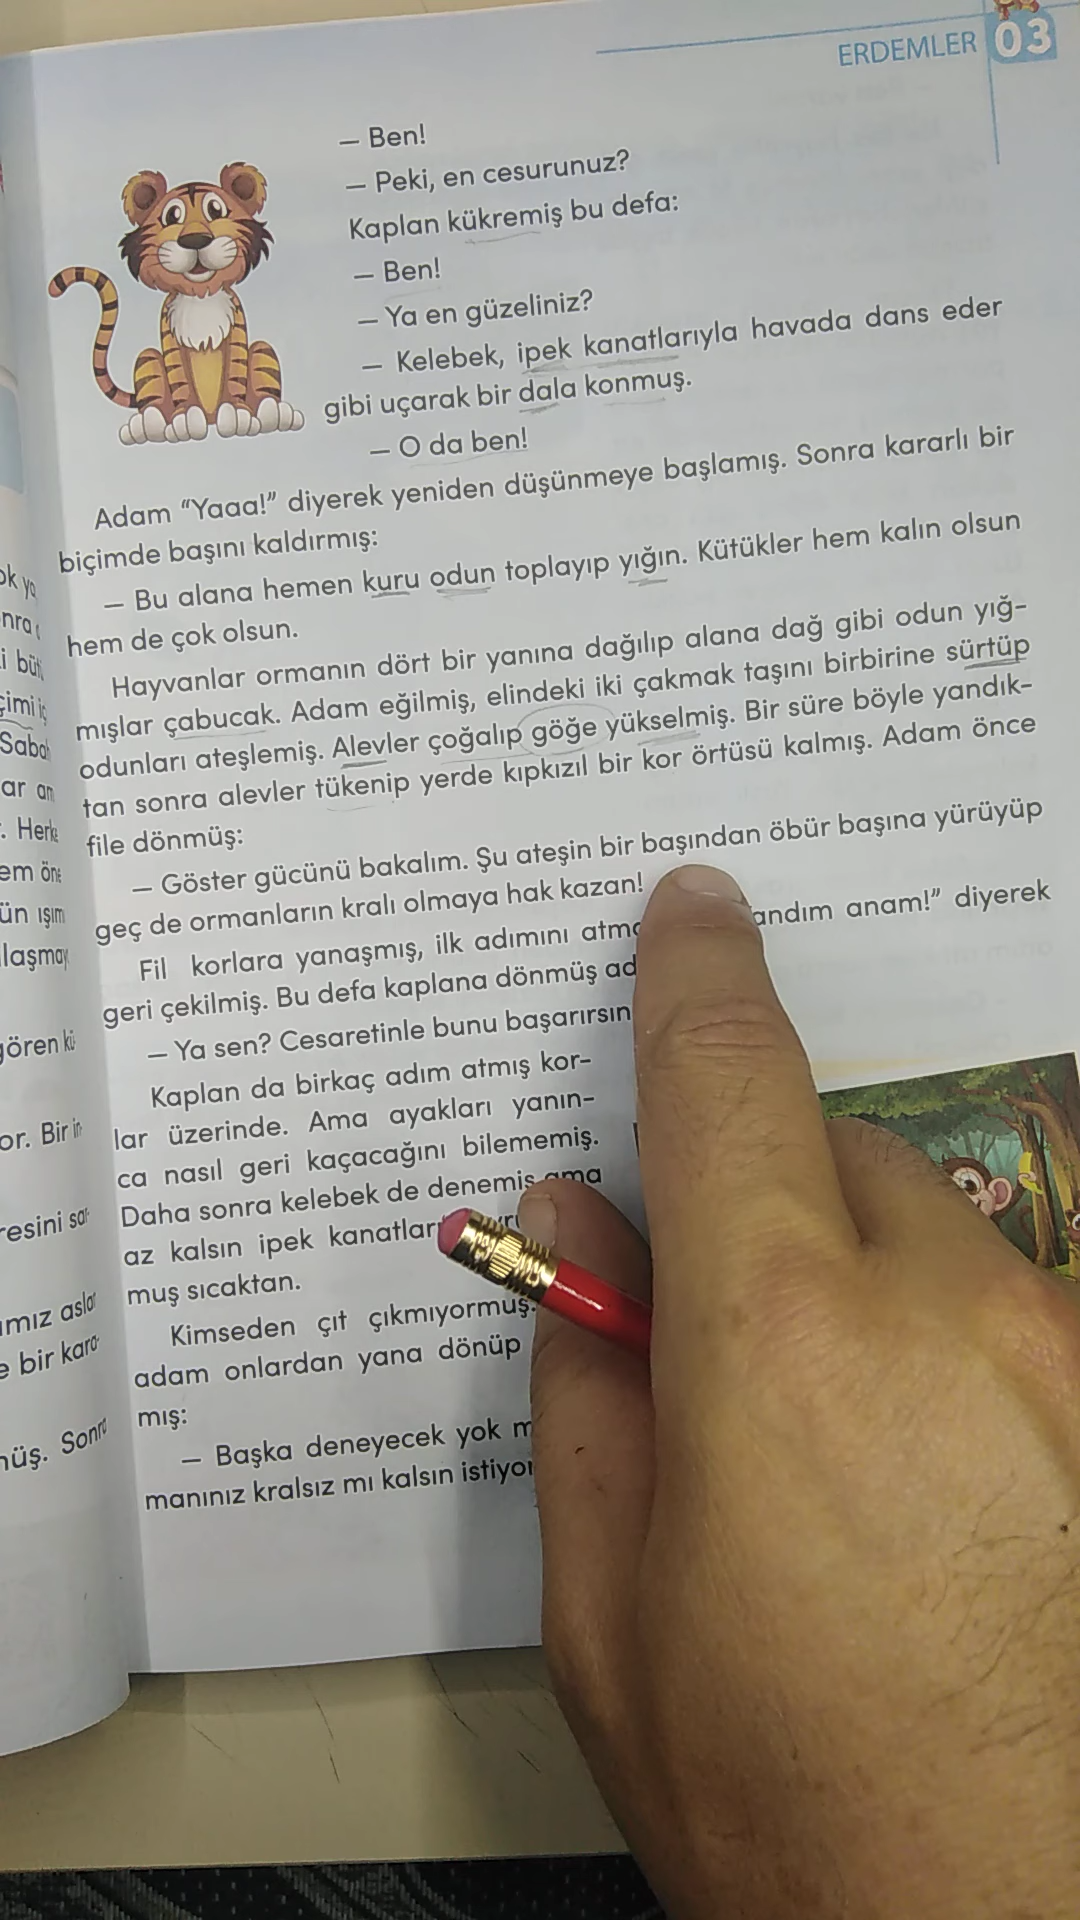 ERDEMLER 03
— Ben!
— Peki, en cesurunuz?
Kaplan kükremiş bu defa:
— Ben!
— Ya en güzeliniz?
— Kelebek, ipek kanatlarıyla havada dans eder
gibi uçarak bir dala konmuş.
— O da ben!
Adam “Yaaa!” diyerek yeniden düşünmeye başlamış. Sonra kararlı bir
biçimde başını kaldırmış:
— Bu alana hemen kuru odun toplayıp yığın. Kütükler hem kalın olsun
hem de çok olsun.
Hayvanlar ormanın dört bir yanına dağılıp alana dağ gibi odun yığ-
mışlar çabucak. Adam eğilmiş, elindeki iki çakmak taşını birbirine sürtüp
odunları ateşlemiş. Alevler çoğalıp göğe yükselmiş. Bir süre böyle yandık-
tan sonra alevler tükenip yerde kıpkızıl bir kor örtüsü kalmış. Adam önce
file dönmüş:
— Göster gücünü bakalım. Şu ateşin bir başından öbür başına yürüyüp
geç de ormanların kralı olmaya hak kazan!
Fil korlara yanaşmış, ilk adımını andım anam!” diyerek
geri çekilmiş. Bu defa kaplana dönmüş
— Ya sen? Cesaretinle bunu
Kaplan da birkaç adım atmış kor-
lar üzerinde. Ama ayakları yanın-
ca nasıl geri kaçacağını bilememiş.
Daha sonra kelebek de denemiş ama
az kalsın ipek
muş sıcaktan.
Kimseden çıt çıkmıyormuş.
adam onlardan yana dönüp
mış:
— Başka deneyecek yok
manınız kralsız mı kalsın